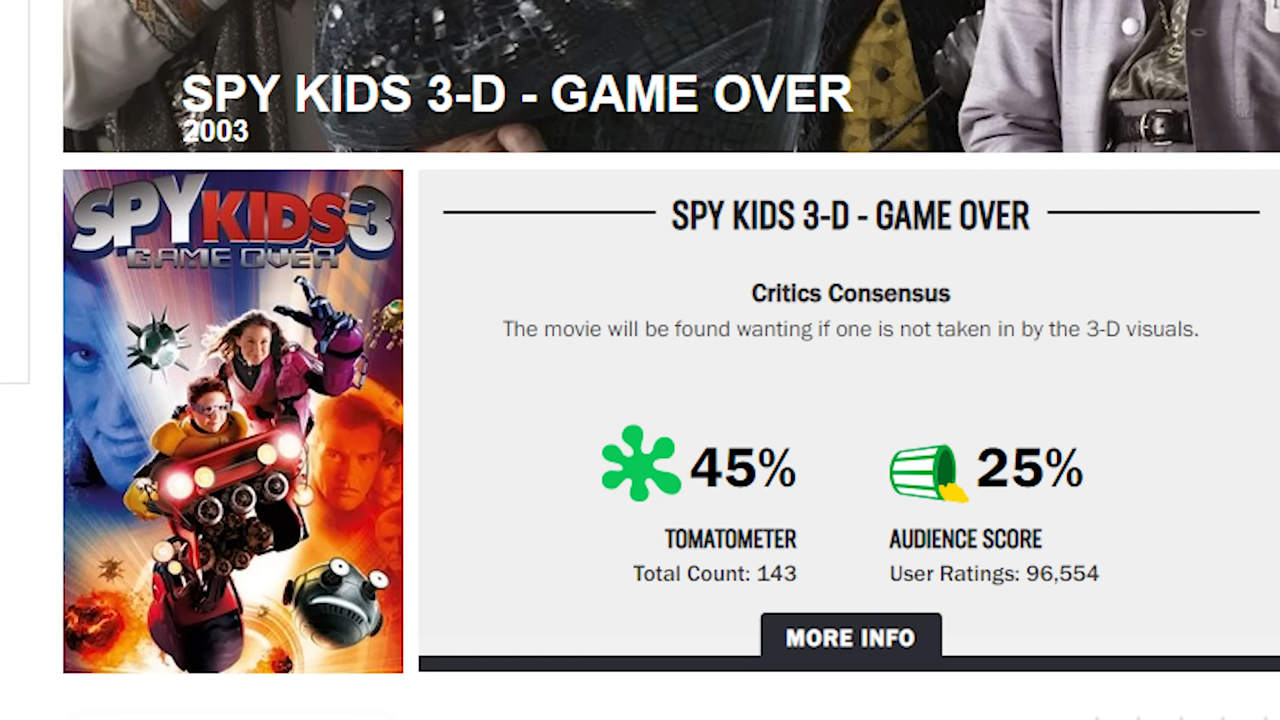 SPY KIDS 3-D - GAME OVER
2003
SPY KIDS 3
GAME OVER
SPY KIDS 3-D - GAME OVER
Critics Consensus
The movie will be found wanting if one is not taken in by the 3-D visuals.
45% 25%
TOMATOMETER AUDIENCE SCORE
Total Count: 143 User Ratings: 96,554
MORE INFO